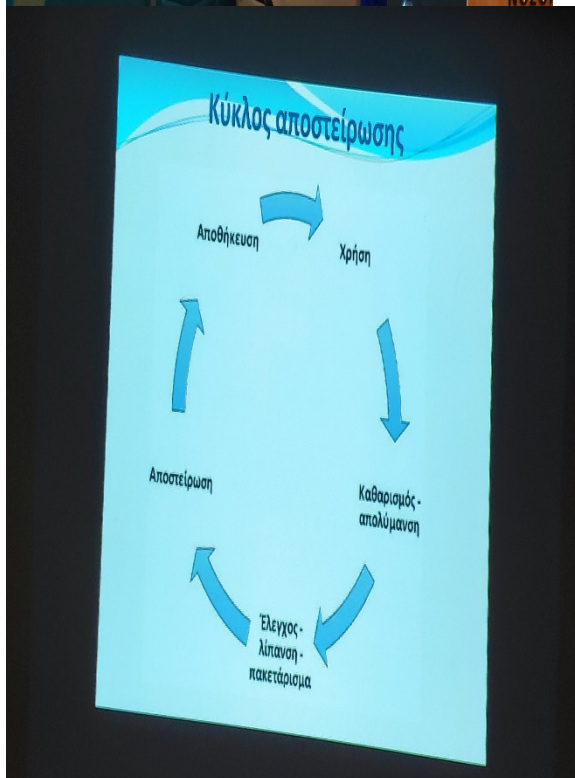 Κύκλος αποστείρωσης
Αποθήκευση
Χρήση
Καθαρισμός -
απολύμανση
Έλεγχος -
λίπανση -
πακετάρισμα
Αποστείρωση